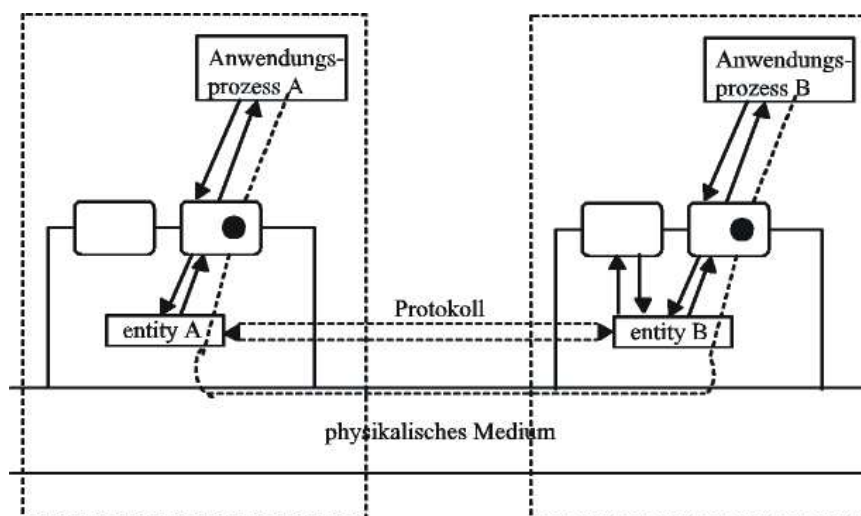 Anwendungs-
prozess A
Anwendungs-
prozess B
Protokoll
entity A
entity B
physikalisches Medium